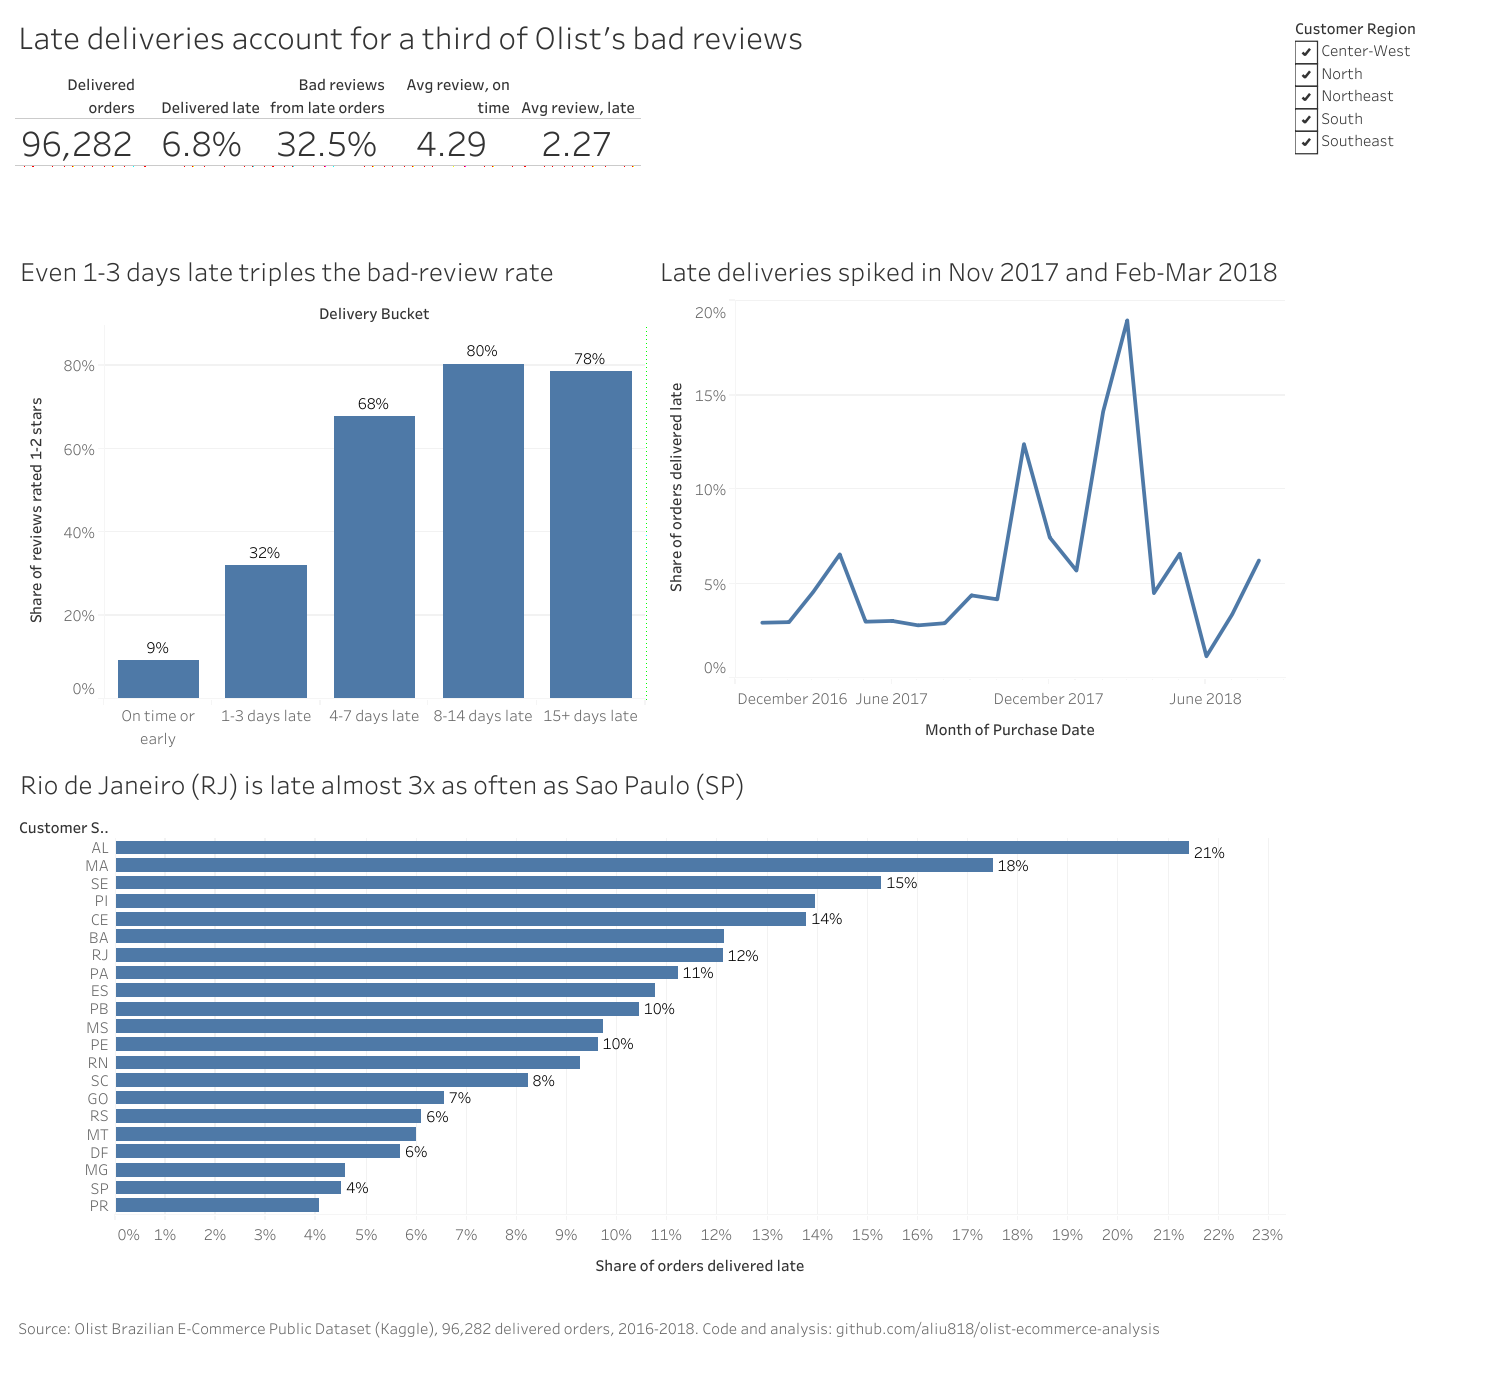 Late deliveries account for a third of Olist's bad reviews
Customer Region
Center-West
North
Northeast
South
Southeast
Delivered orders
Delivered late
Bad reviews from late orders
Avg review, on time
Avg review, late
96,282 6.8% 32.5% 4.29 2.27
Even 1-3 days late triples the bad-review rate
Delivery Bucket
Share of reviews rated 1-2 stars
80%
60%
40%
20%
0%
9%
32%
68%
80%
78%
On time or early
1-3 days late
4-7 days late
8-14 days late
15+ days late
Late deliveries spiked in Nov 2017 and Feb-Mar 2018
Share of orders delivered late
20%
15%
10%
5%
0%
December 2016 June 2017 December 2017 June 2018
Month of Purchase Date
Rio de Janeiro (RJ) is late almost 3x as often as Sao Paulo (SP)
Customer S..
AL 21%
MA 18%
SE 15%
PI
CE 14%
BA
RJ 12%
PA 11%
ES
PB 10%
MS
PE 10%
RN
SC 8%
GO 7%
RS 6%
MT
DF 6%
MG
SP 4%
PR
0% 1% 2% 3% 4% 5% 6% 7% 8% 9% 10% 11% 12% 13% 14% 15% 16% 17% 18% 19% 20% 21% 22% 23%
Share of orders delivered late
Source: Olist Brazilian E-Commerce Public Dataset (Kaggle), 96,282 delivered orders, 2016-2018. Code and analysis: github.com/aliu818/olist-ecommerce-analysis